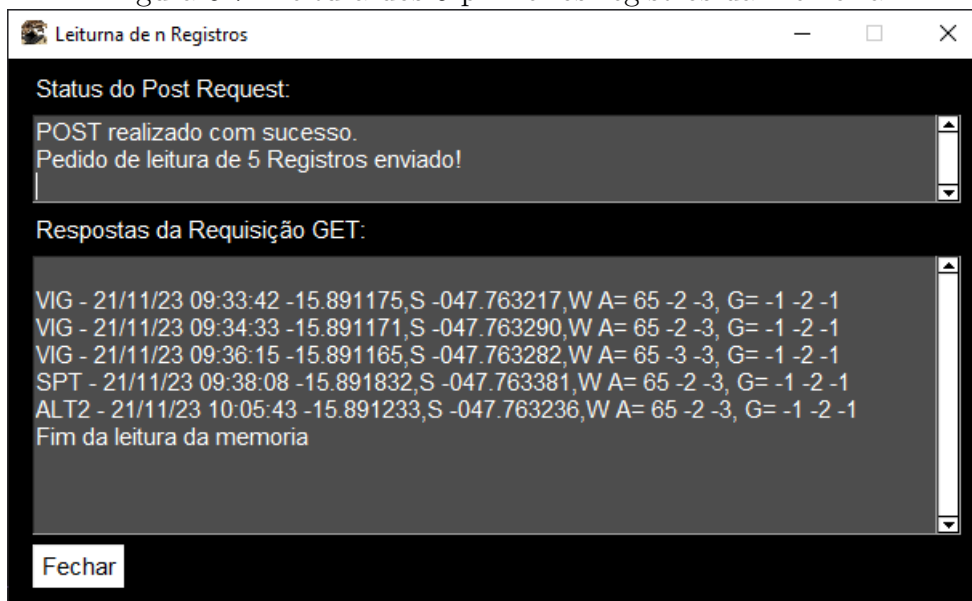 Leiturna de n Registros
Status do Post Request:
POST realizado com sucesso.
Pedido de leitura de 5 Registros enviado!
Respostas da Requisição GET:
VIG - 21/11/23 09:33:42 -15.891175,S -047.763217,W A= 65 -2 -3, G= -1 -2 -1
VIG - 21/11/23 09:34:33 -15.891171,S -047.763290,W A= 65 -2 -3, G= -1 -2 -1
VIG - 21/11/23 09:36:15 -15.891165,S -047.763282,W A= 65 -3 -3, G= -1 -2 -1
SPT - 21/11/23 09:38:08 -15.891832,S -047.763381,W A= 65 -2 -3, G= -1 -2 -1
ALT2 - 21/11/23 10:05:43 -15.891233,S -047.763236,W A= 65 -2 -3, G= -1 -2 -1
Fim da leitura da memoria
Fechar